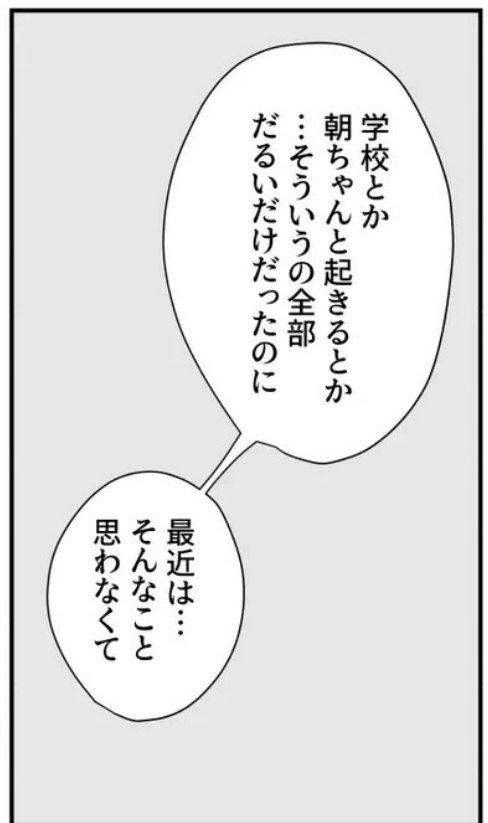 学校とか
朝ちゃんと起きるとか
…そういうの全部
だるいだけだったのに
最近は…
そんなこと
思わなくて